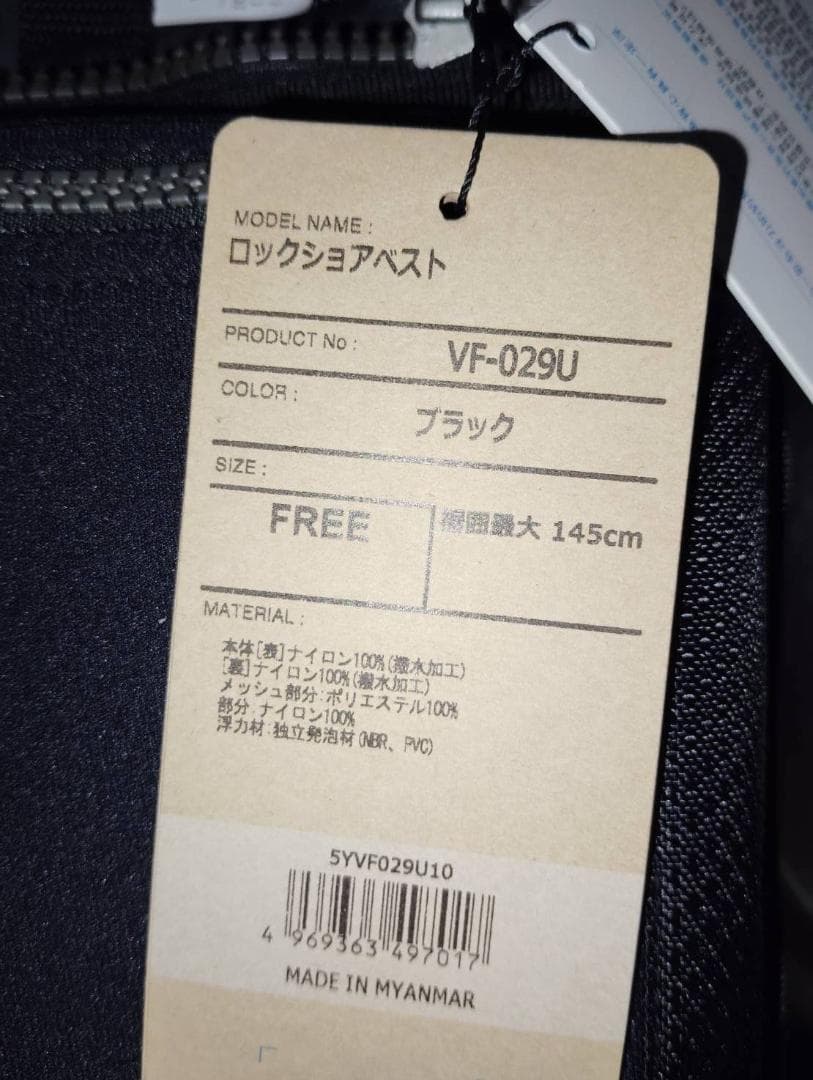 MODEL NAME :
ロックショアベスト
PRODUCT No : VF-029U
COLOR :
ブラック
SIZE :
FREE 裾囲最大 145cm
MATERIAL :
本体[表]ナイロン100%(撥水加工)
[裏]ナイロン100%(撥水加工)
メッシュ部分:ポリエステル100%
部分:ナイロン100%
浮力材:独立発泡材(NBR、PVC)
5YVF029U10
4 969363 497017
MADE IN MYANMAR